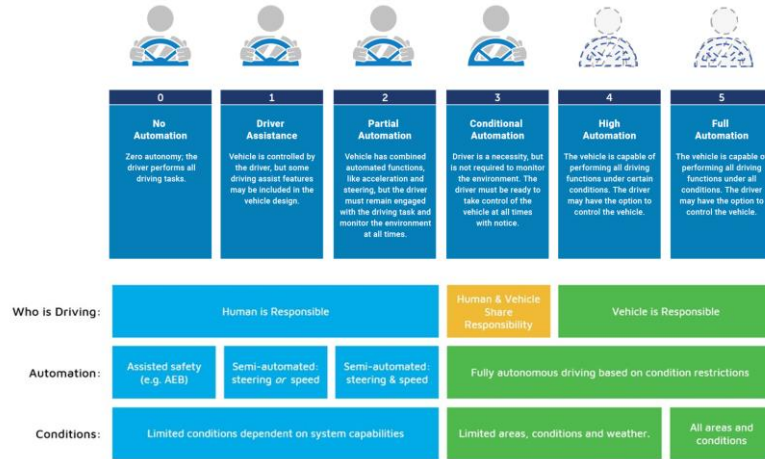 0
No
Automation
Zero autonomy; the
driver performs all
driving tasks.
1
Driver
Assistance
Vehicle is controlled by
the driver, but some
driving assist features
may be included in the
vehicle design.
2
Partial
Automation
Vehicle has combined
automated functions,
like acceleration and
steering, but the driver
must remain engaged
with the driving task and
monitor the environment
at all times.
3
Conditional
Automation
Driver is a necessity, but
is not required to monitor
the environment. The
driver must be ready to
take control of the
vehicle at all times
with notice.
4
High
Automation
The vehicle is capable of
performing all driving
functions under certain
conditions. The driver
may have the option to
control the vehicle.
5
Full
Automation
The vehicle is capable of
performing all driving
functions under all
conditions. The driver
may have the option to
control the vehicle.
Who is Driving:
Human is Responsible
Human & Vehicle
Share
Responsibility
Vehicle is Responsible
Automation:
Assisted safety
(e.g. AEB)
Semi-automated:
steering or speed
Semi-automated:
steering & speed
Fully autonomous driving based on condition restrictions
Conditions:
Limited conditions dependent on system capabilities
Limited areas, conditions and weather.
All areas and
conditions